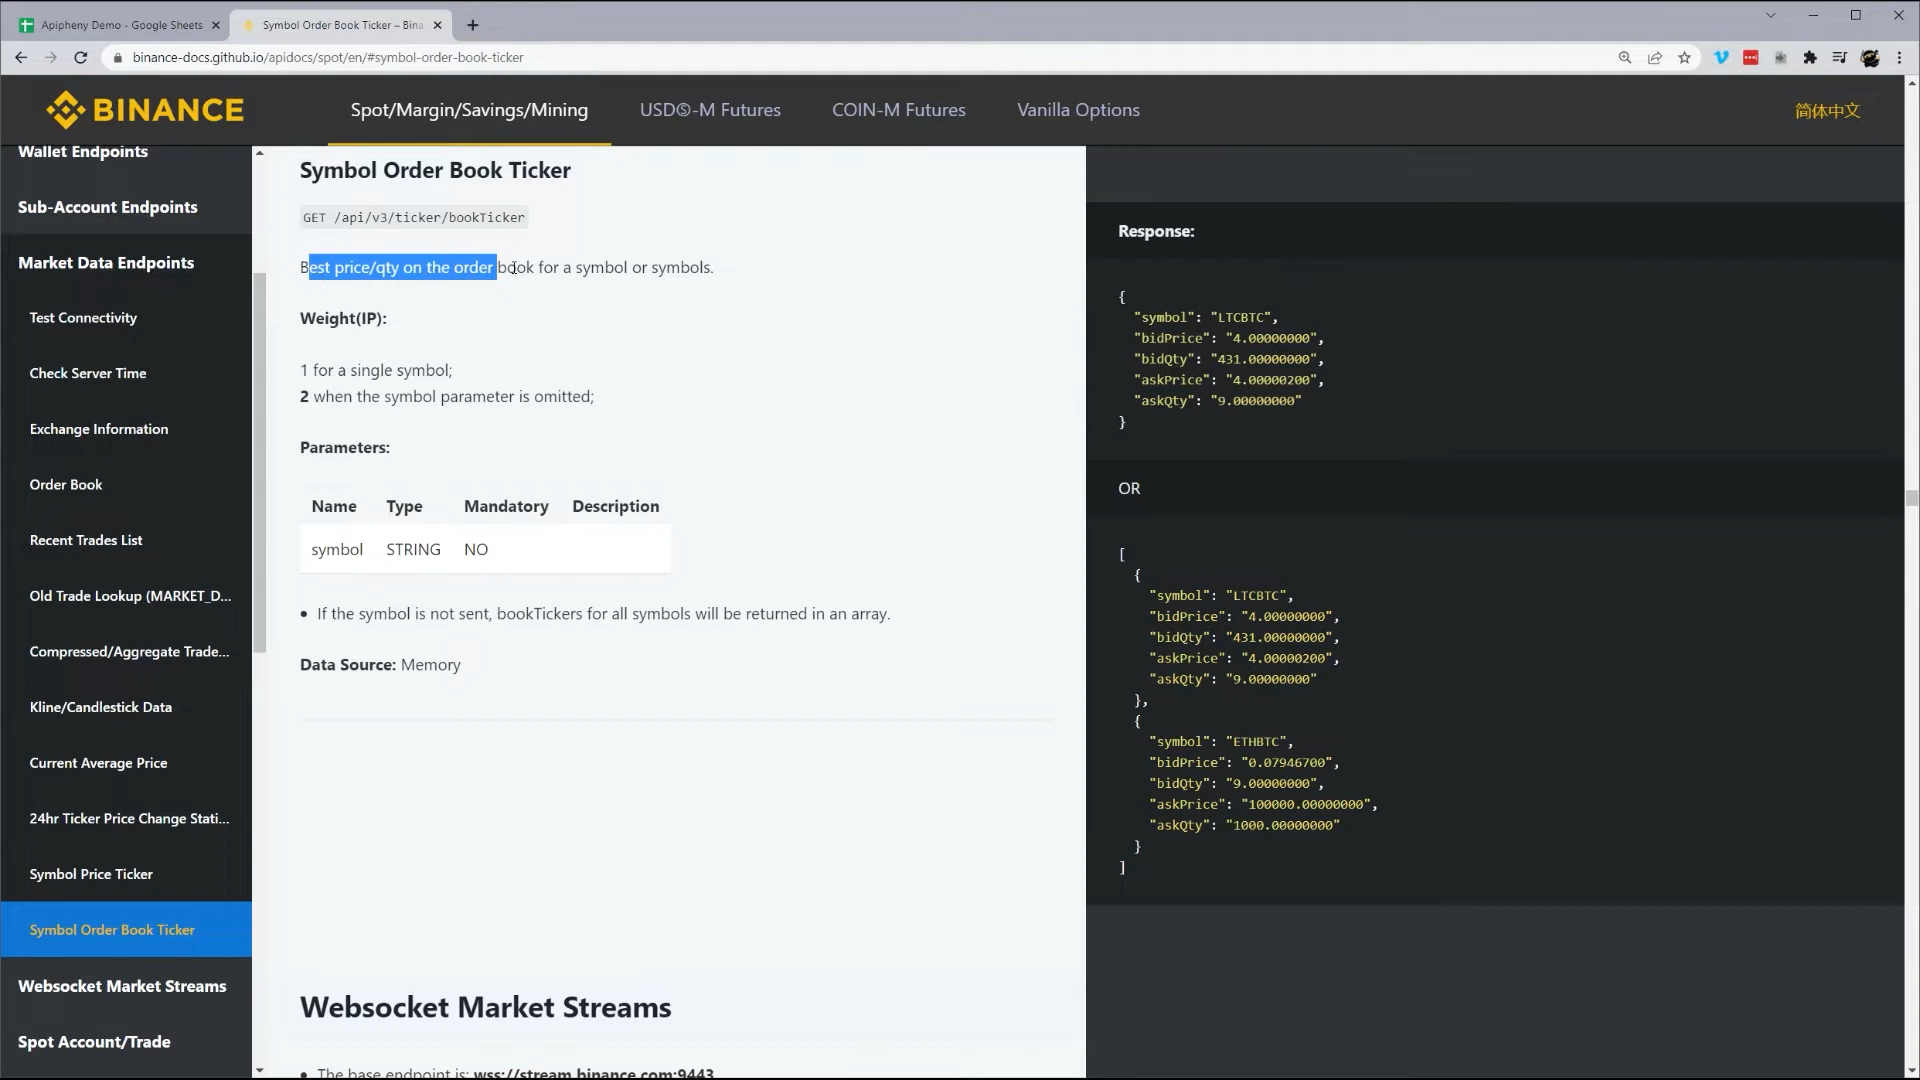 Apipheny Demo - Google Sheets
Symbol Order Book Ticker – Bina
binance-docs.github.io/apidocs/spot/en/#symbol-order-book-ticker
BINANCE
Spot/Margin/Savings/Mining
USDⓈ-M Futures
COIN-M Futures
Vanilla Options
简体中文
Wallet Endpoints
Sub-Account Endpoints
Market Data Endpoints
Test Connectivity
Check Server Time
Exchange Information
Order Book
Recent Trades List
Old Trade Lookup (MARKET_D...
Compressed/Aggregate Trade...
Kline/Candlestick Data
Current Average Price
24hr Ticker Price Change Stati...
Symbol Price Ticker
Symbol Order Book Ticker
Websocket Market Streams
Spot Account/Trade
Symbol Order Book Ticker
GET /api/v3/ticker/bookTicker
Best price/qty on the order book for a symbol or symbols.
Weight(IP):
1 for a single symbol;
2 when the symbol parameter is omitted;
Parameters:
Name Type Mandatory Description
symbol STRING NO
• If the symbol is not sent, bookTickers for all symbols will be returned in an array.
Data Source: Memory
Websocket Market Streams
• The base endpoint is: wss://stream.binance.com:9443
Response:
{
"symbol": "LTCBTC",
"bidPrice": "4.00000000",
"bidQty": "431.00000000",
"askPrice": "4.00000200",
"askQty": "9.00000000"
}
OR
[
{
"symbol": "LTCBTC",
"bidPrice": "4.00000000",
"bidQty": "431.00000000",
"askPrice": "4.00000200",
"askQty": "9.00000000"
},
{
"symbol": "ETHBTC",
"bidPrice": "0.07946700",
"bidQty": "9.00000000",
"askPrice": "100000.00000000",
"askQty": "1000.00000000"
}
]